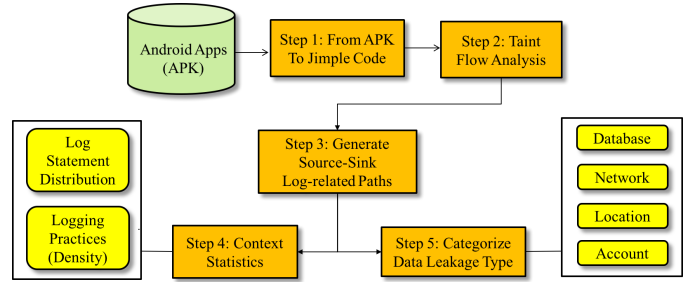 Android Apps
(APK)
Step 1: From APK
To Jimple Code
Step 2: Taint
Flow Analysis
Step 3: Generate
Source-Sink
Log-related Paths
Log
Statement
Distribution
Logging
Practices
(Density)
Step 4: Context
Statistics
Step 5: Categorize
Data Leakage Type
Database
Network
Location
Account